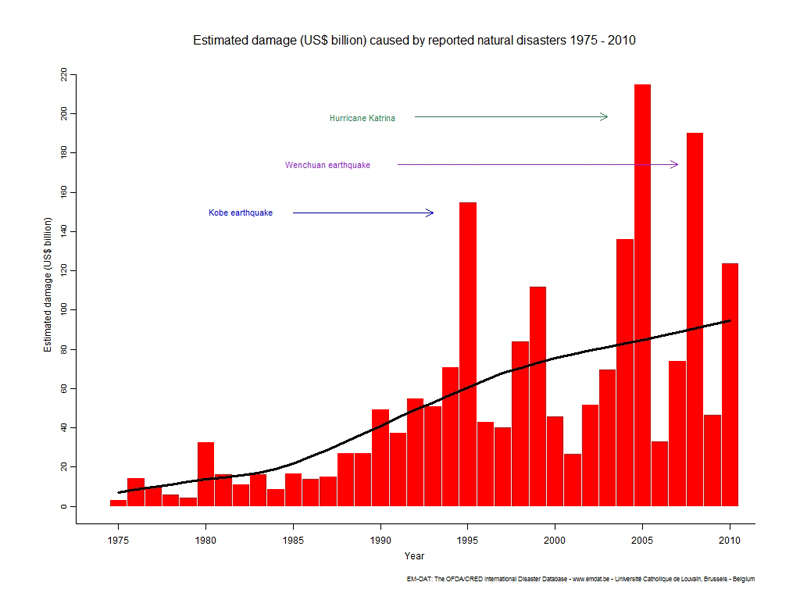 Estimated damage (US$ billion) caused by reported natural disasters 1975 - 2010
220
200
180
160
140
120
100
80
60
40
20
0
Estimated damage (US$ billion)
Hurricane Katrina
Wenchuan earthquake
Kobe earthquake
1975 1980 1985 1990 1995 2000 2005 2010
Year
EM-DAT: The OFDA/CRED International Disaster Database - www.emdat.be - Université Catholique de Louvain, Brussels - Belgium